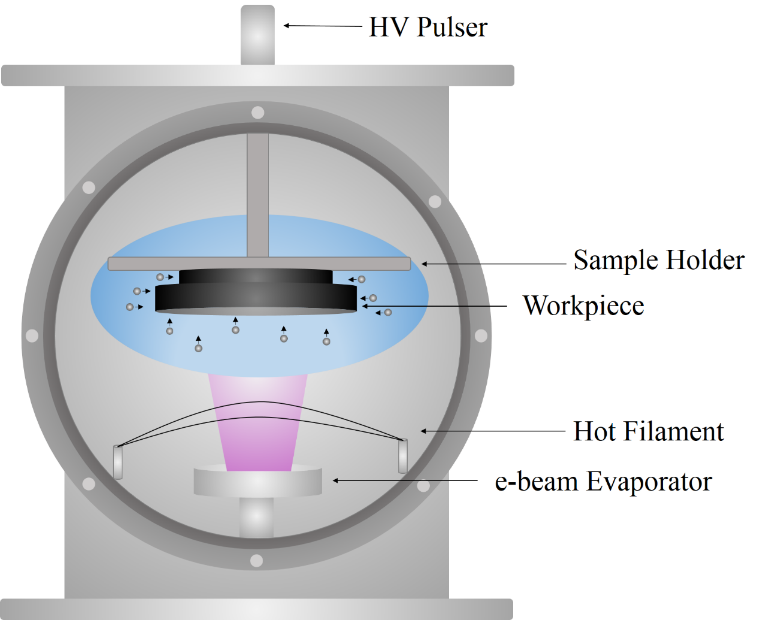 HV Pulser
Sample Holder
Workpiece
Hot Filament
e-beam Evaporator